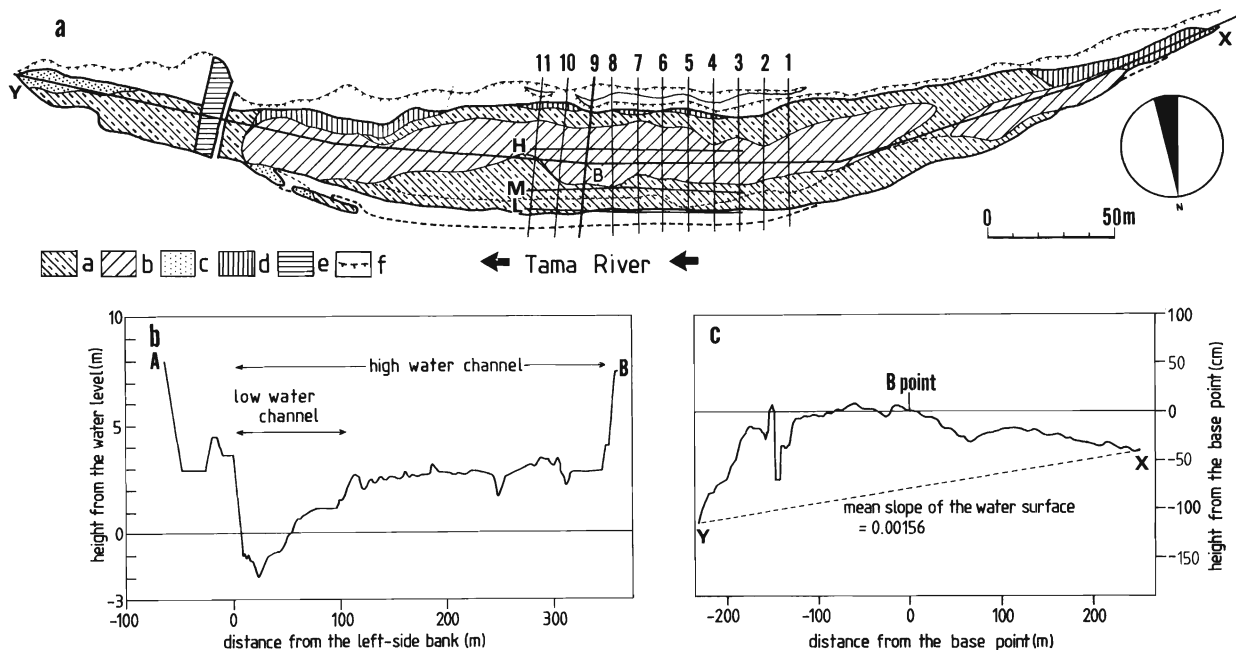 a
X
11 10 9 8 7 6 5 4 3 2 1
Y
H
B
M
L
N
0 50m
a b c d e f
Tama River
b
10
A
B
high water channel
low water
channel
5
0
-3
height from the water level(m)
-100 0 100 200 300
distance from the left-side bank (m)
c
100
50
0
-50
-100
-150
B point
X
Y
mean slope of the water surface
= 0.00156
height from the base point(cm)
-200 -100 0 100 200
distance from the base point(m)